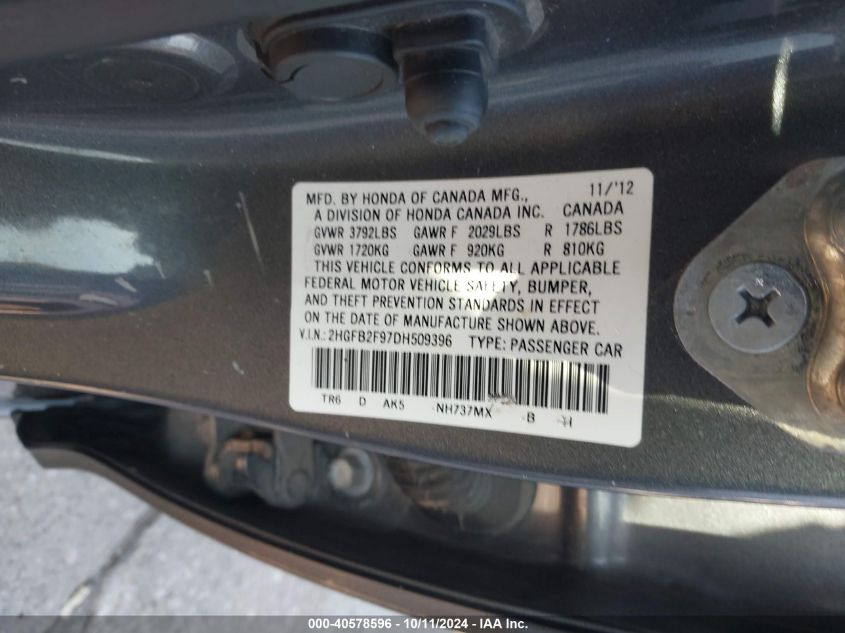 MFD. BY HONDA OF CANADA MFG., 11/'12
A DIVISION OF HONDA CANADA INC. CANADA
GVWR 3792LBS GAWR F 2029LBS R 1786LBS
GVWR 1720KG GAWR F 920KG R 810KG
THIS VEHICLE CONFORMS TO ALL APPLICABLE
FEDERAL MOTOR VEHICLE SAFETY, BUMPER,
AND THEFT PREVENTION STANDARDS IN EFFECT
ON THE DATE OF MANUFACTURE SHOWN ABOVE.
V.I.N.: 2HGFB2F97DH509396 TYPE: PASSENGER CAR
TR6 D AK5 NH737MX B H
000-40578596 - 10/11/2024 - IAA Inc.